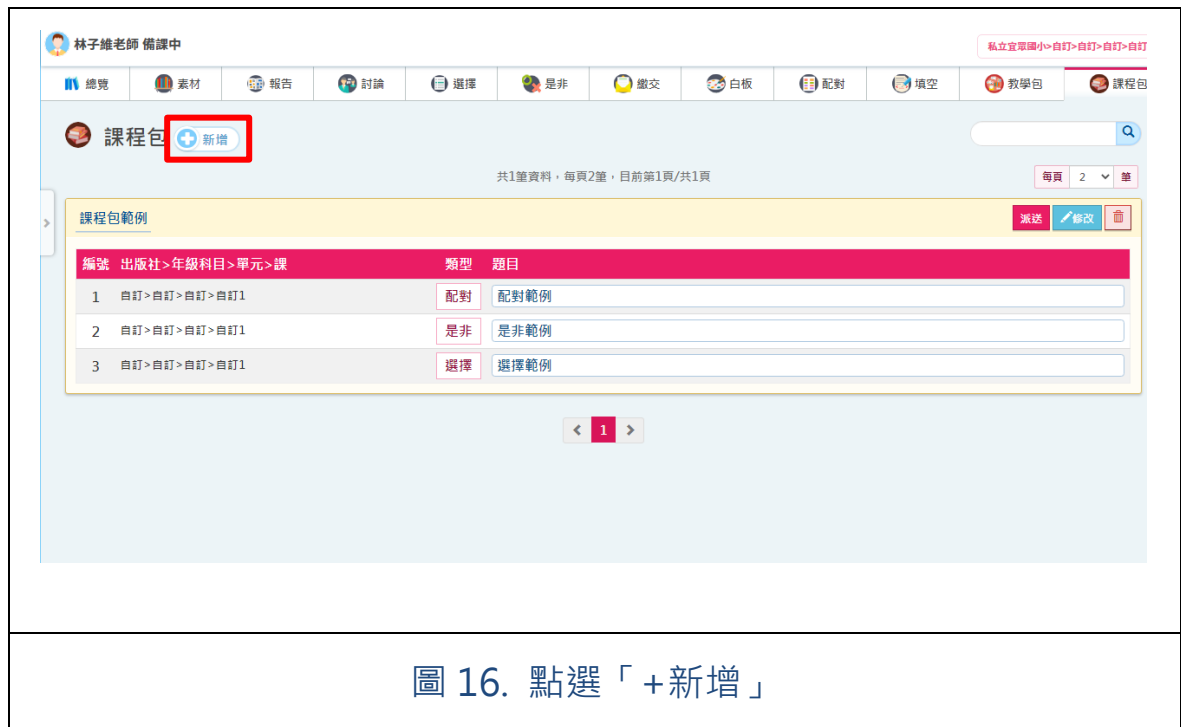 林子維老師 備課中
私立宜眾國小>自訂>自訂>自訂>自訂
總覽 素材 報告 討論 選擇 是非 繳交 白板 配對 填空 教學包 課程包
課程包 新增
共1筆資料，每頁2筆，目前第1頁/共1頁
每頁 2 筆
課程包範例 派送 修改
編號 出版社>年級科目>單元>課 類型 題目
1 自訂>自訂>自訂>自訂1 配對 配對範例
2 自訂>自訂>自訂>自訂1 是非 是非範例
3 自訂>自訂>自訂>自訂1 選擇 選擇範例
1
圖 16. 點選「+新增」